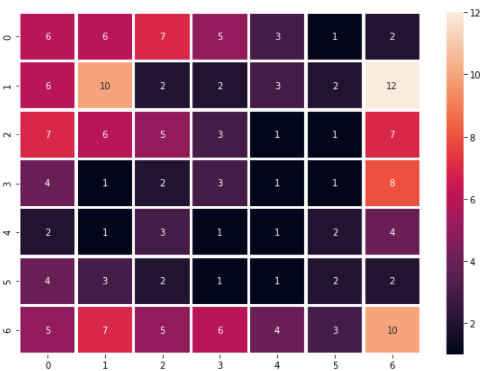 0 6 6 7 5 3 1 2
1 6 10 2 2 3 2 12
2 7 6 5 3 1 1 7
3 4 1 2 3 1 1 8
4 2 1 3 1 1 2 4
5 4 3 2 1 1 2 2
6 5 7 5 6 4 3 10
0 1 2 3 4 5 6
12
10
8
6
4
2